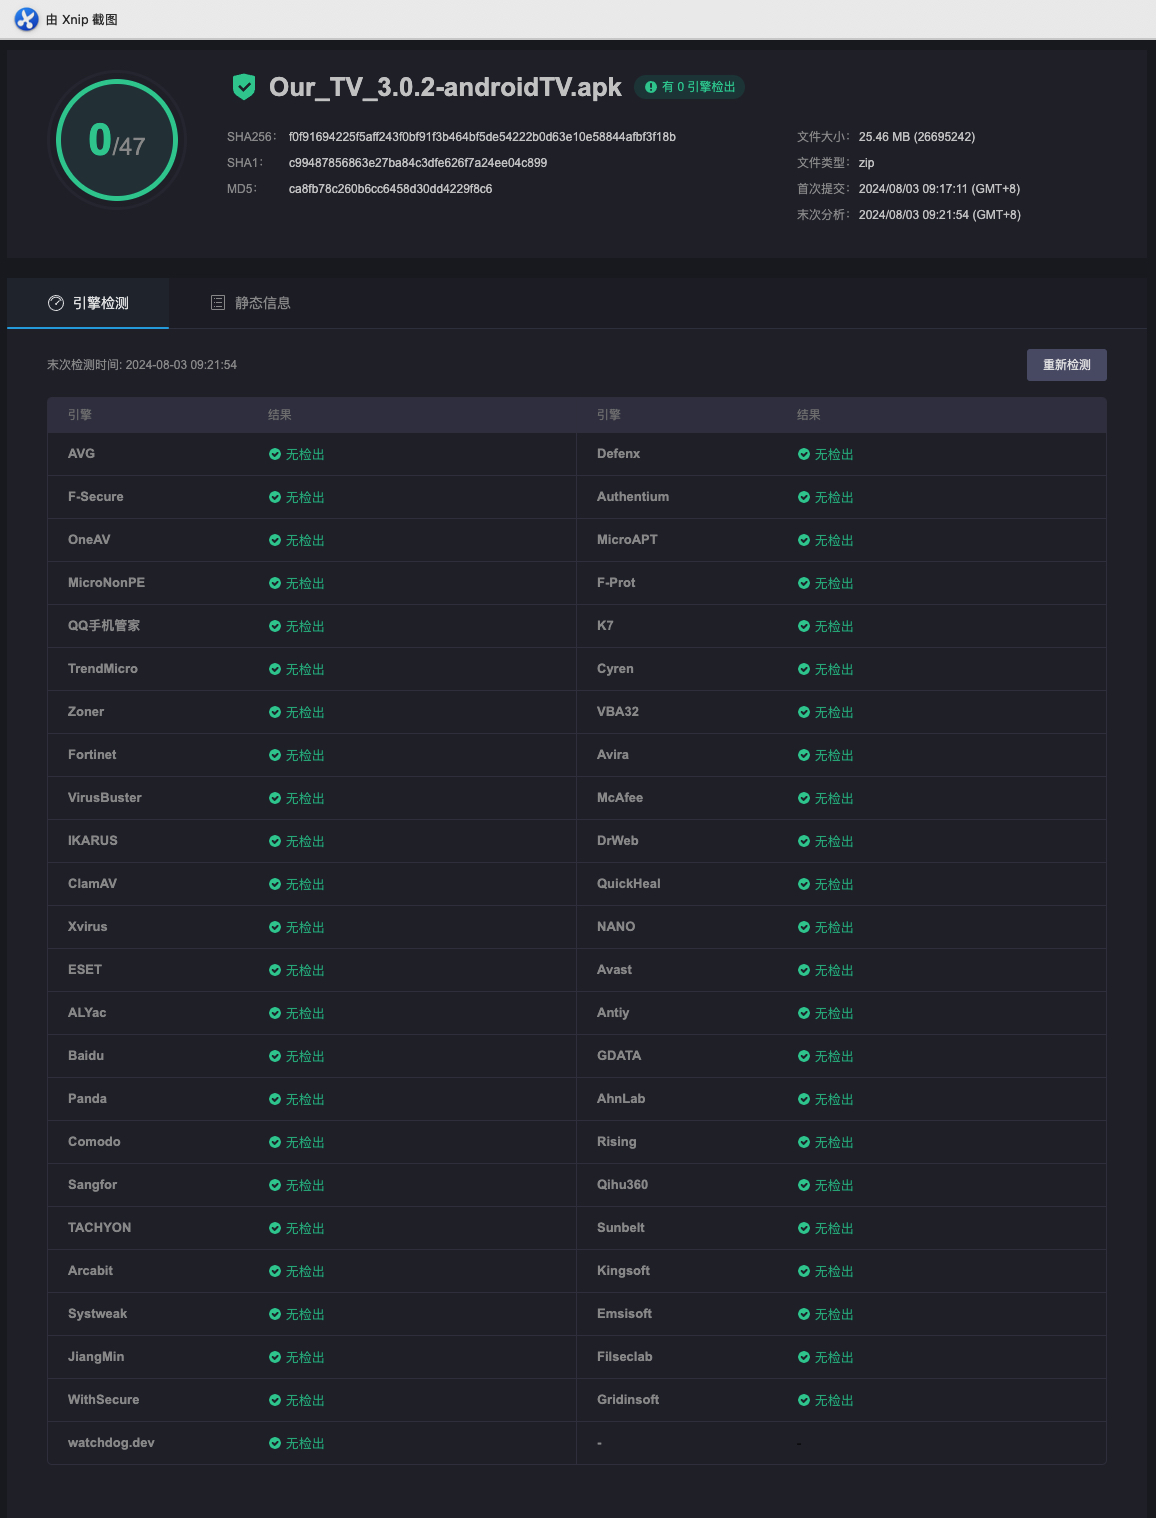 由 Xnip 截图
0/47
Our_TV_3.0.2-androidTV.apk 有 0 引擎检出
SHA256： f0f91694225f5aff243f0bf91f3b464bf5de54222b0d63e10e58844afbf3f18b
SHA1： c99487856863e27ba84c3dfe626f7a24ee04c899
MD5： ca8fb78c260b6cc6458d30dd4229f8c6
文件大小： 25.46 MB (26695242)
文件类型： zip
首次提交： 2024/08/03 09:17:11 (GMT+8)
末次分析： 2024/08/03 09:21:54 (GMT+8)
引擎检测 静态信息
末次检测时间: 2024-08-03 09:21:54 重新检测
引擎 结果 引擎 结果
AVG 无检出 Defenx 无检出
F-Secure 无检出 Authentium 无检出
OneAV 无检出 MicroAPT 无检出
MicroNonPE 无检出 F-Prot 无检出
QQ手机管家 无检出 K7 无检出
TrendMicro 无检出 Cyren 无检出
Zoner 无检出 VBA32 无检出
Fortinet 无检出 Avira 无检出
VirusBuster 无检出 McAfee 无检出
IKARUS 无检出 DrWeb 无检出
ClamAV 无检出 QuickHeal 无检出
Xvirus 无检出 NANO 无检出
ESET 无检出 Avast 无检出
ALYac 无检出 Antiy 无检出
Baidu 无检出 GDATA 无检出
Panda 无检出 AhnLab 无检出
Comodo 无检出 Rising 无检出
Sangfor 无检出 Qihu360 无检出
TACHYON 无检出 Sunbelt 无检出
Arcabit 无检出 Kingsoft 无检出
Systweak 无检出 Emsisoft 无检出
JiangMin 无检出 Filseclab 无检出
WithSecure 无检出 Gridinsoft 无检出
watchdog.dev 无检出 - -